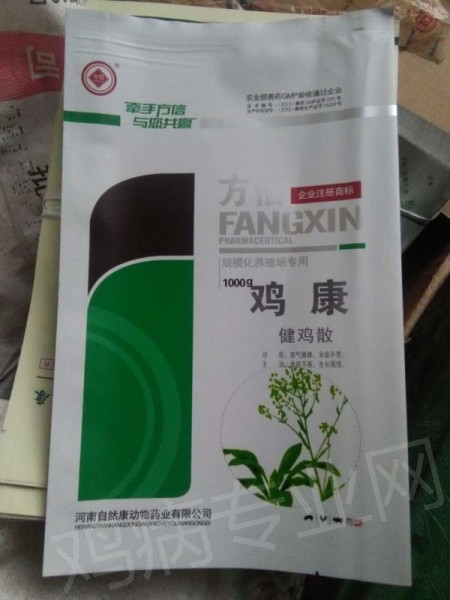 牵手方信
与您共赢
农业部兽药GMP验收通过企业
方信
企业注册商标
FANGXIN
PHARMACEUTICAL
规模化养殖场专用
1000g
鸡康
健鸡散
河南自然康动物药业有限公司
鸡病专业网